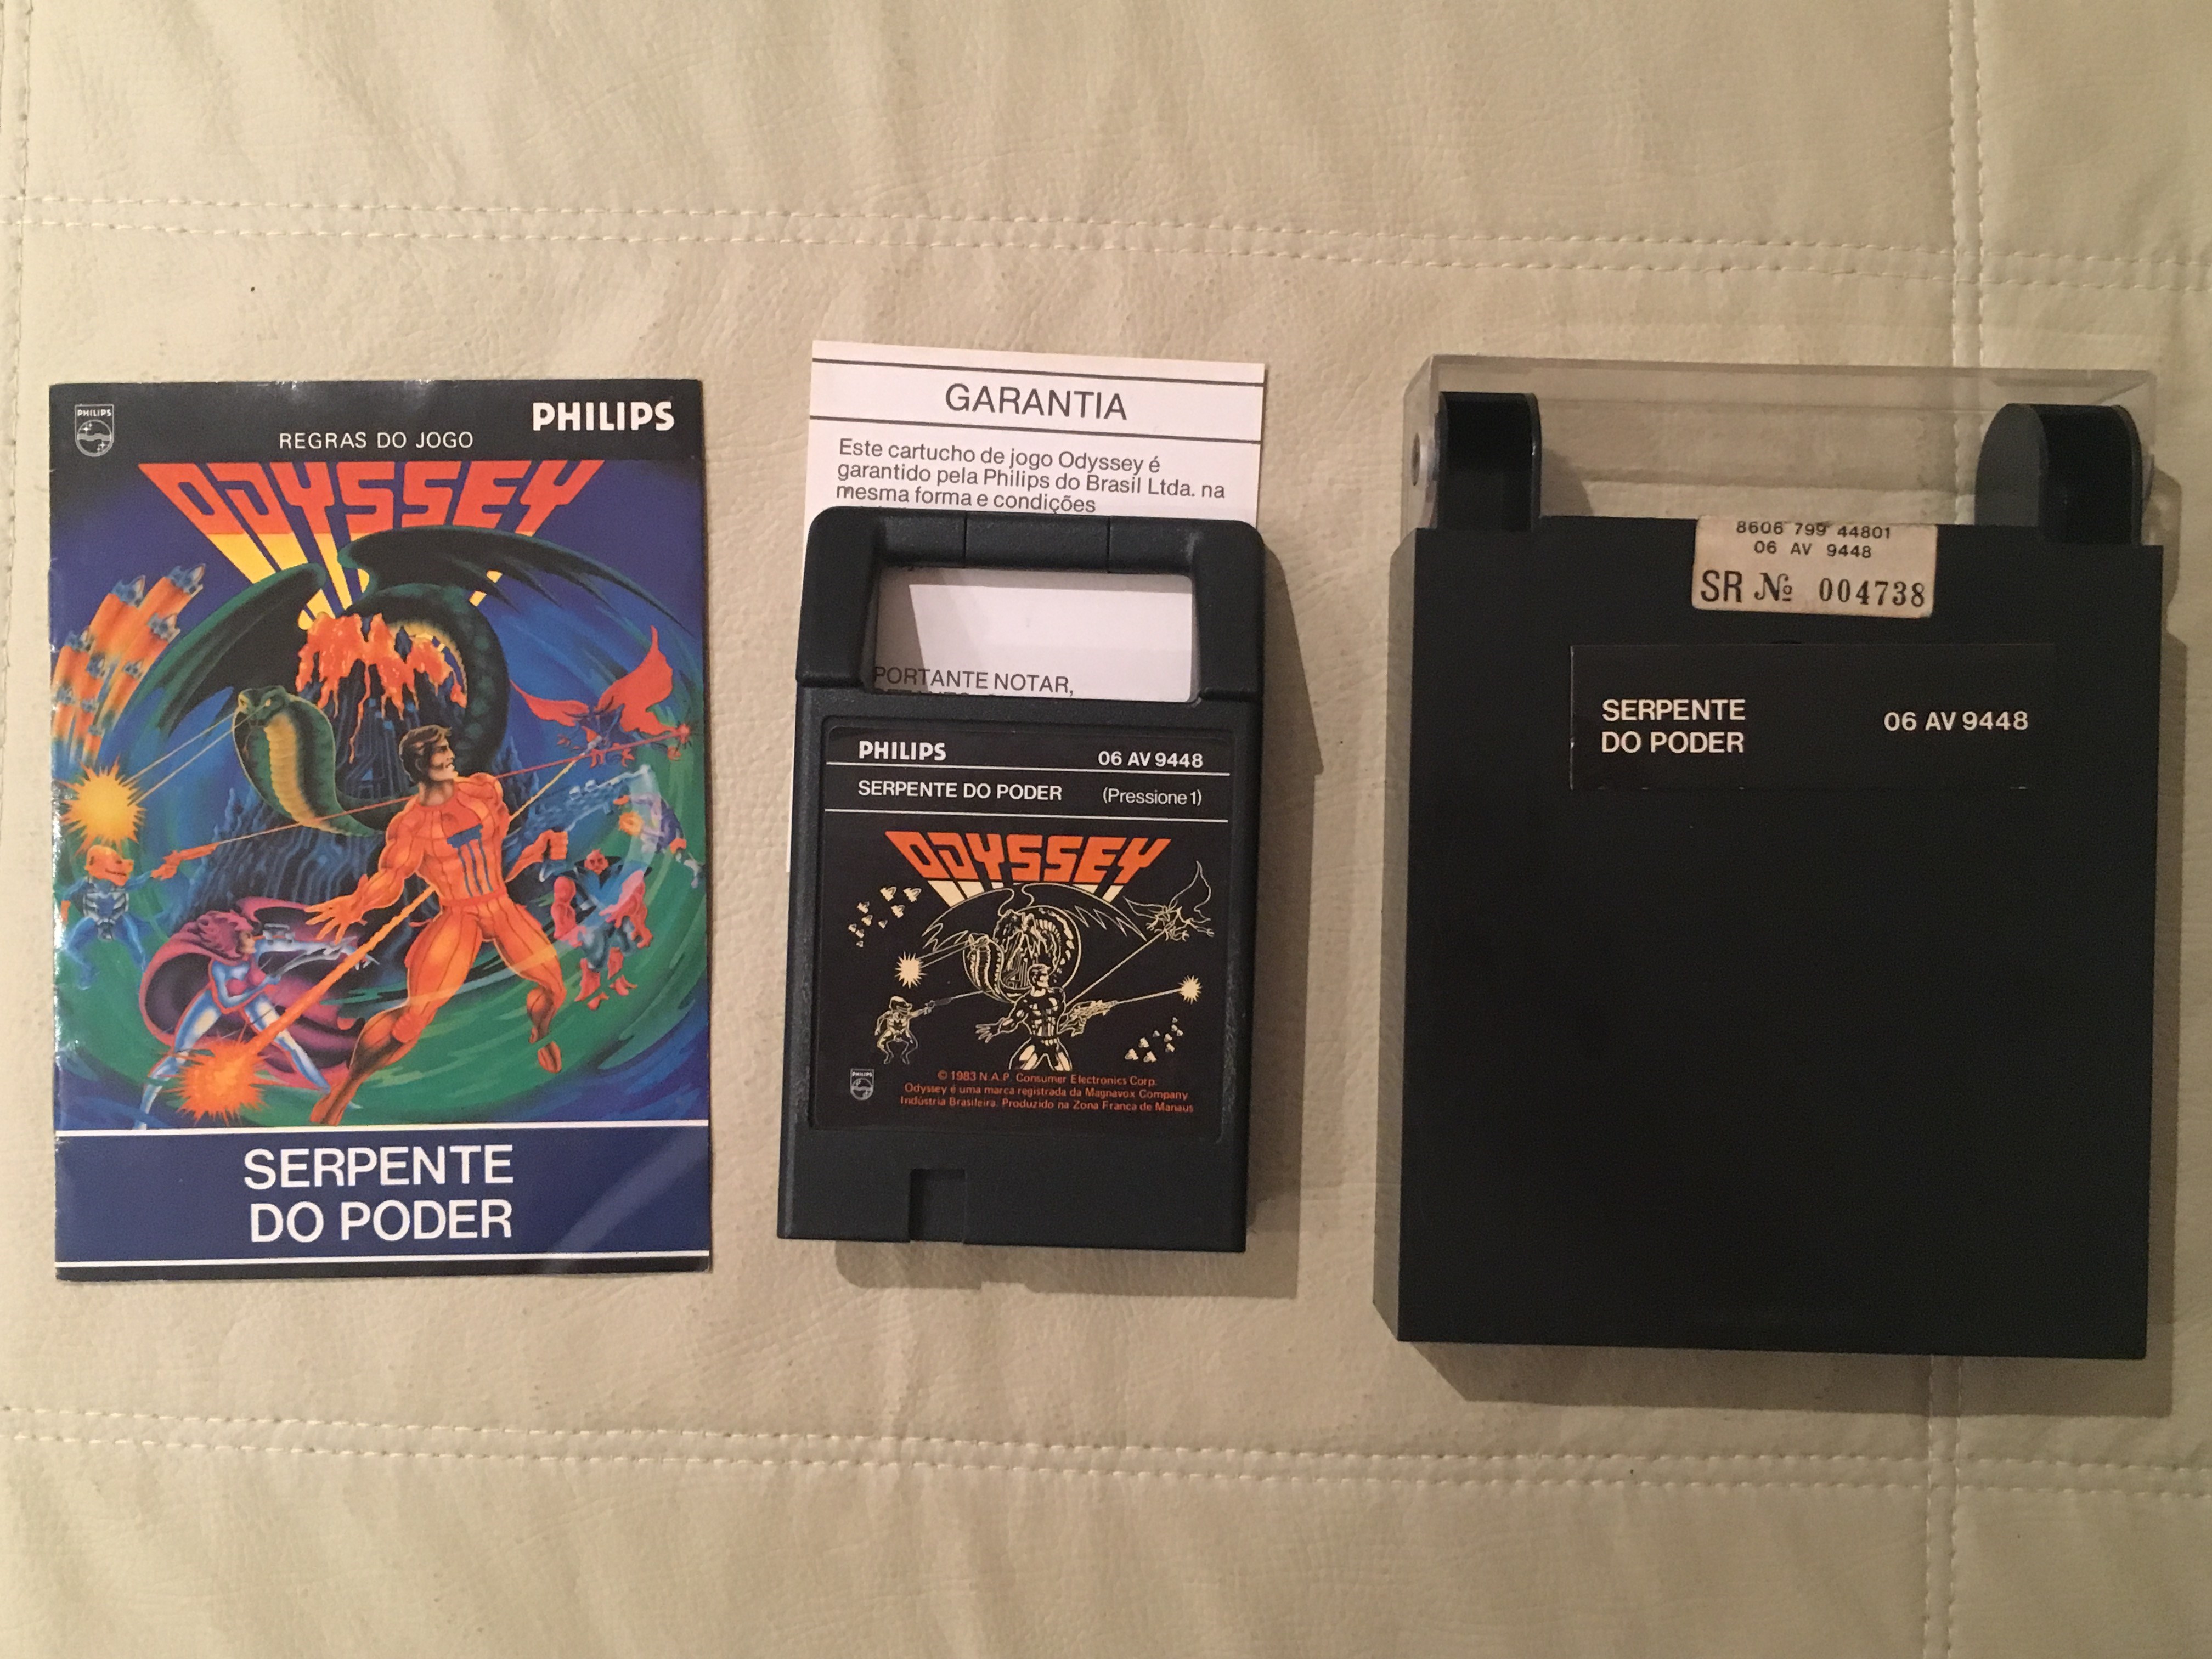 PHILIPS
PHILIPS
REGRAS DO JOGO
ODYSSEY
SERPENTE
DO PODER
GARANTIA
Este cartucho de jogo Odyssey é
garantido pela Philips do Brasil Ltda. na
mesma forma e condições
PORTANTE NOTAR,
PHILIPS
06 AV 9448
SERPENTE DO PODER
(Pressione 1)
ODYSSEY
PHILIPS
© 1983 N.A.P. Consumer Electronics Corp.
Odyssey é uma marca registrada da Magnavox Company
Indústria Brasileira. Produzido na Zona Franca de Manaus
8606 799 44801
06 AV 9448
SR № 004738
SERPENTE
DO PODER
06 AV 9448